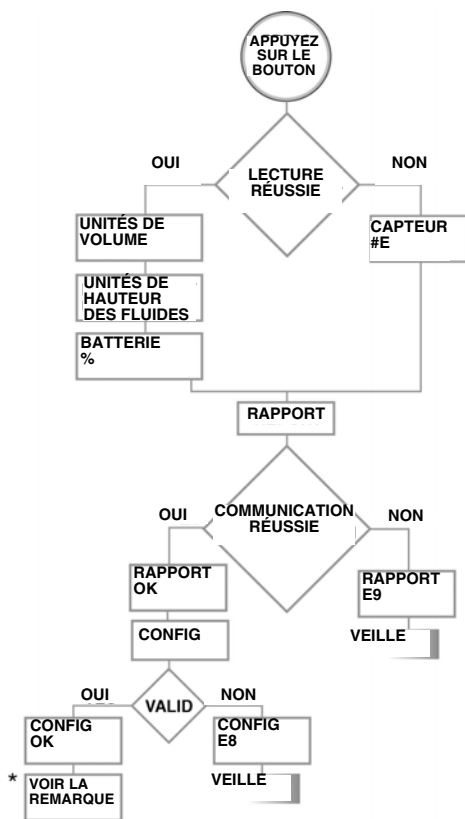 APPUYEZ
SUR LE
BOUTON
OUI
NON
LECTURE
RÉUSSIE
UNITÉS DE
VOLUME
CAPTEUR
#E
UNITÉS DE
HAUTEUR
DES FLUIDES
BATTERIE
%
RAPPORT
OUI
NON
COMMUNICATION
RÉUSSIE
RAPPORT
OK
RAPPORT
E9
CONFIG
VEILLE
OUI
NON
VALID
CONFIG
OK
CONFIG
E8
* VOIR LA
REMARQUE
VEILLE